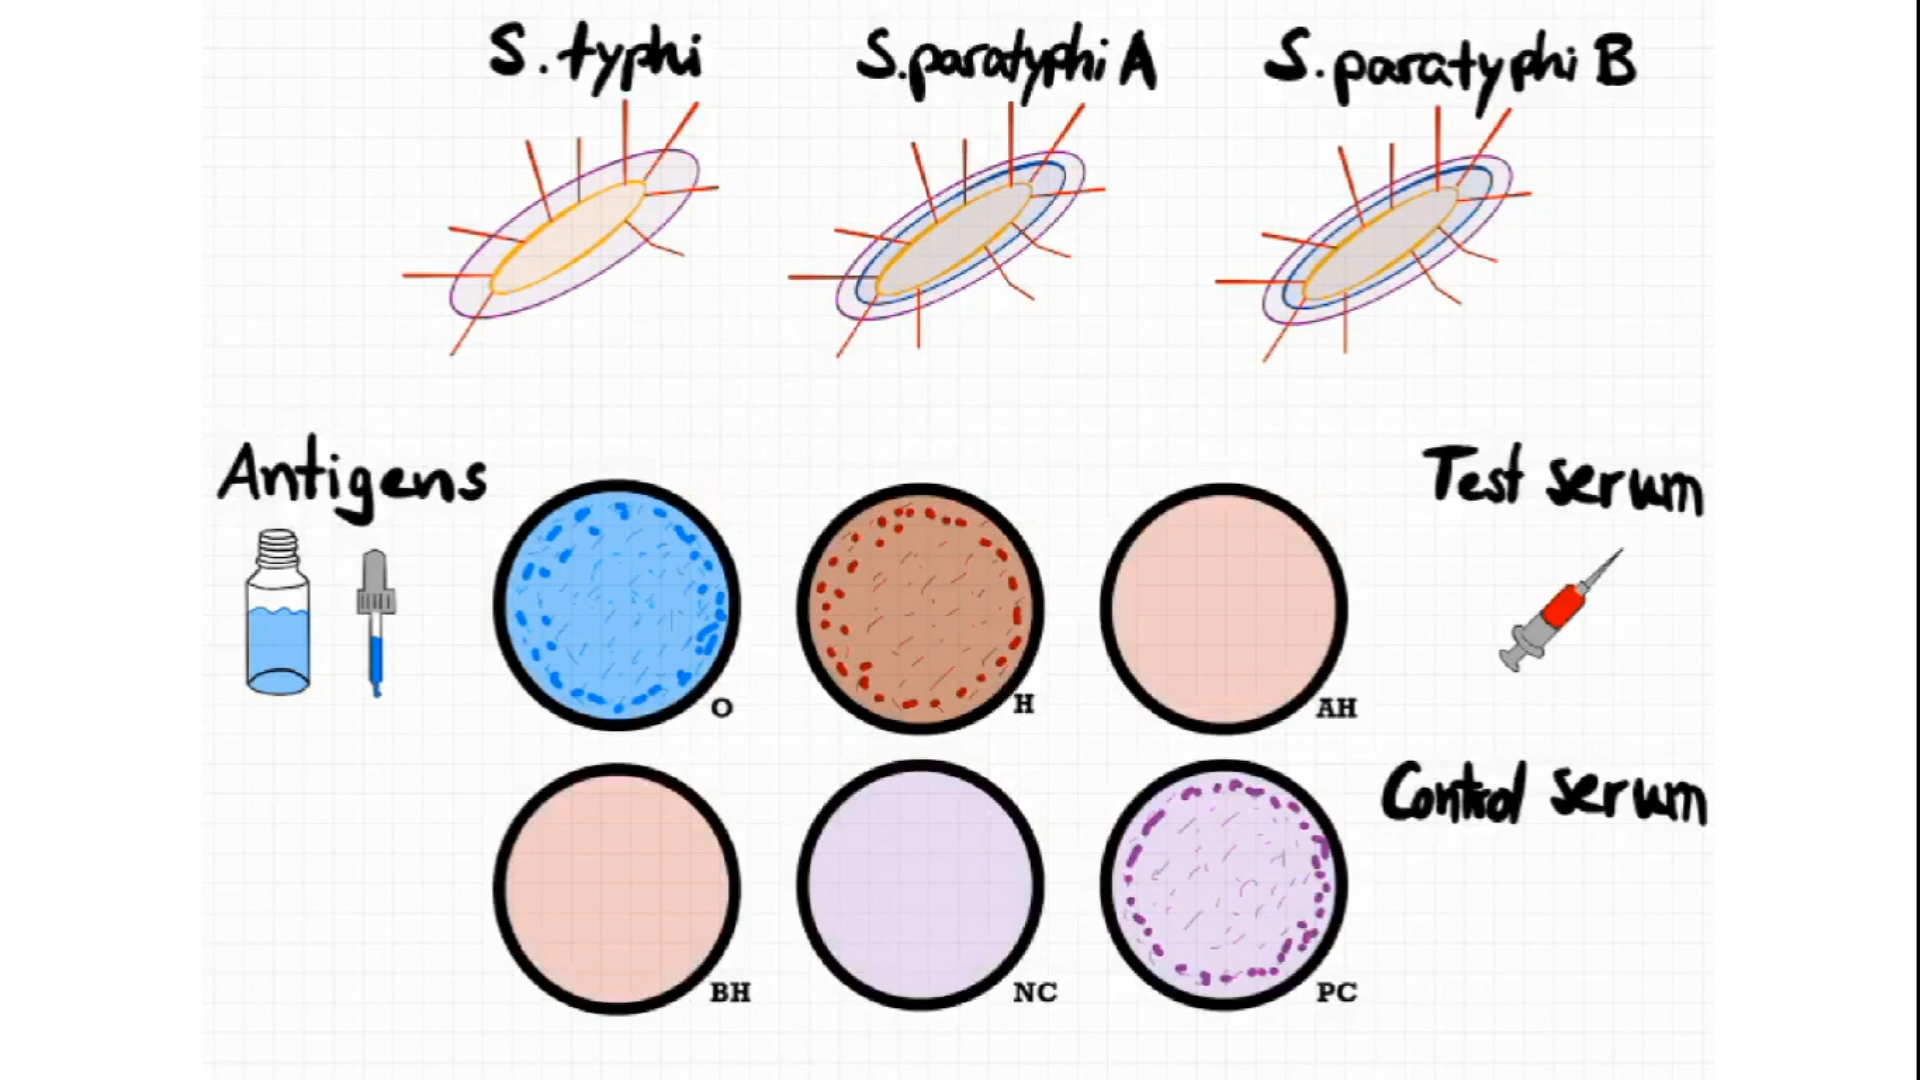 S. typhi
S. paratyphi A
S. paratyphi B
Antigens
Test serum
O
H
AH
Control serum
BH
NC
PC